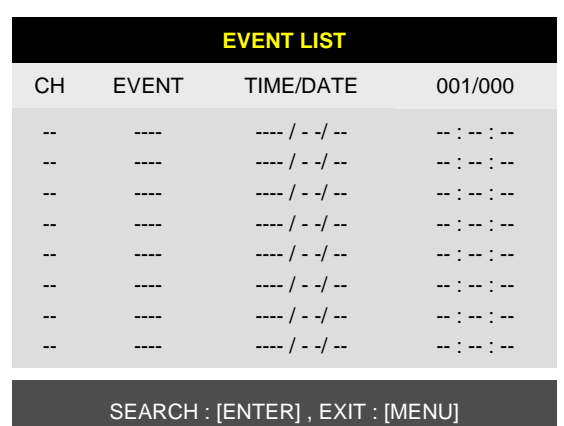 EVENT LIST
CH EVENT TIME/DATE 001/000
-- ---- ---- / - -/ -- -- : -- : --
-- ---- ---- / - -/ -- -- : -- : --
-- ---- ---- / - -/ -- -- : -- : --
-- ---- ---- / - -/ -- -- : -- : --
-- ---- ---- / - -/ -- -- : -- : --
-- ---- ---- / - -/ -- -- : -- : --
-- ---- ---- / - -/ -- -- : -- : --
-- ---- ---- / - -/ -- -- : -- : --
SEARCH : [ENTER] , EXIT : [MENU]